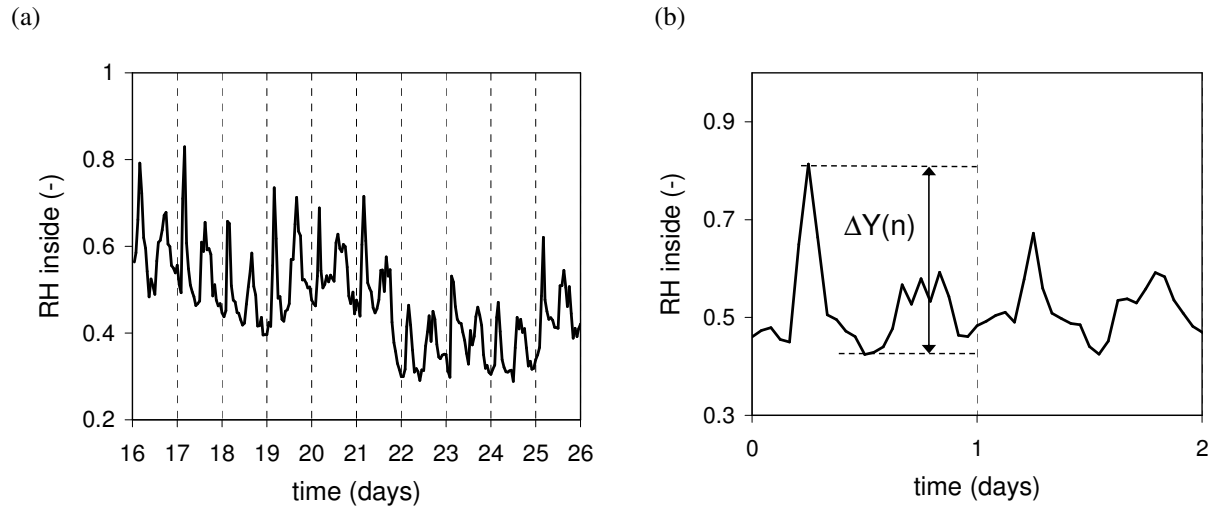 (a)
(b)
1
0.8
0.6
0.4
0.2
RH inside (-)
16 17 18 19 20 21 22 23 24 25 26
time (days)
0.9
0.7
0.5
0.3
RH inside (-)
ΔY(n)
0 1 2
time (days)